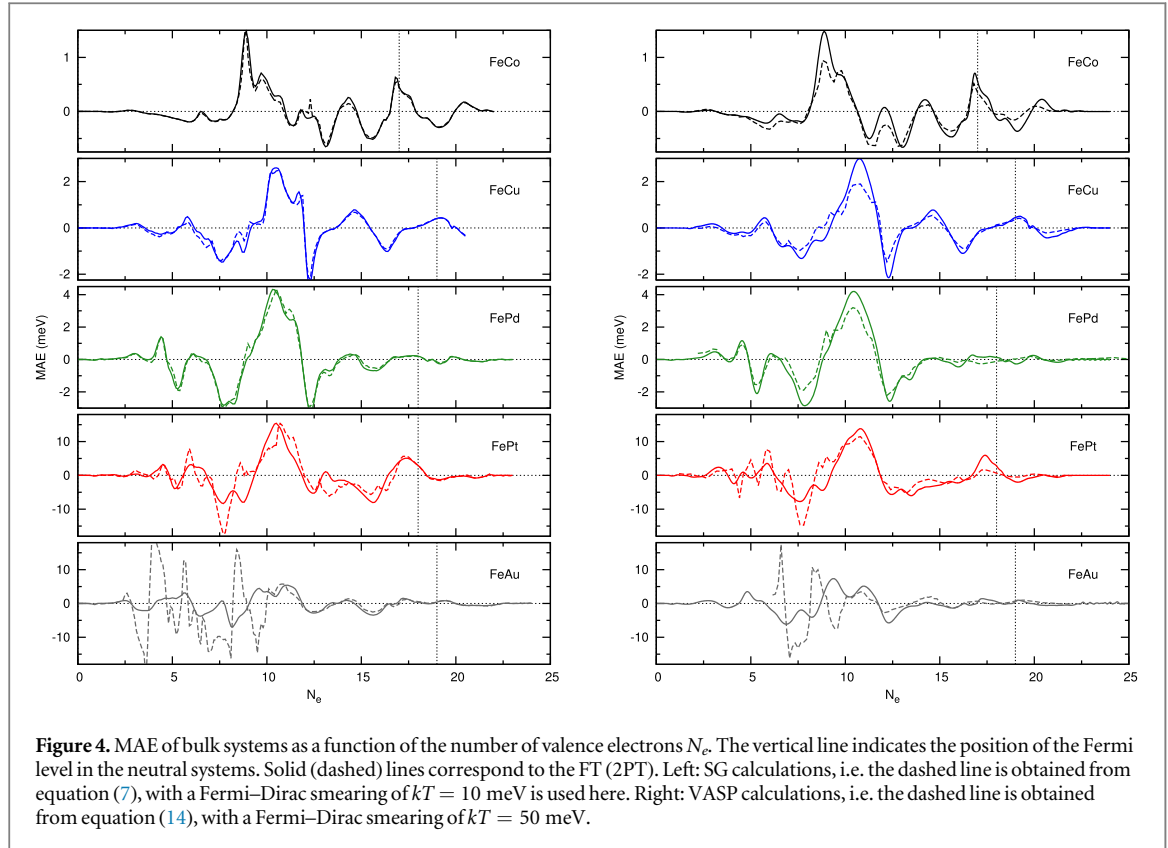 FeCo
1
0
FeCu
2
0
-2
FePd
4
2
0
-2
MAE (meV)
FePt
10
0
-10
FeAu
10
0
-10
0 5 10 15 20 25
Ne
FeCo
1
0
FeCu
2
0
-2
FePd
4
2
0
-2
MAE (meV)
FePt
10
0
-10
FeAu
10
0
-10
0 5 10 15 20 25
Ne
Figure 4. MAE of bulk systems as a function of the number of valence electrons Ne. The vertical line indicates the position of the Fermi
level in the neutral systems. Solid (dashed) lines correspond to the FT (2PT). Left: SG calculations, i.e. the dashed line is obtained from
equation (7), with a Fermi–Dirac smearing of kT = 10 meV is used here. Right: VASP calculations, i.e. the dashed line is obtained
from equation (14), with a Fermi–Dirac smearing of kT = 50 meV.